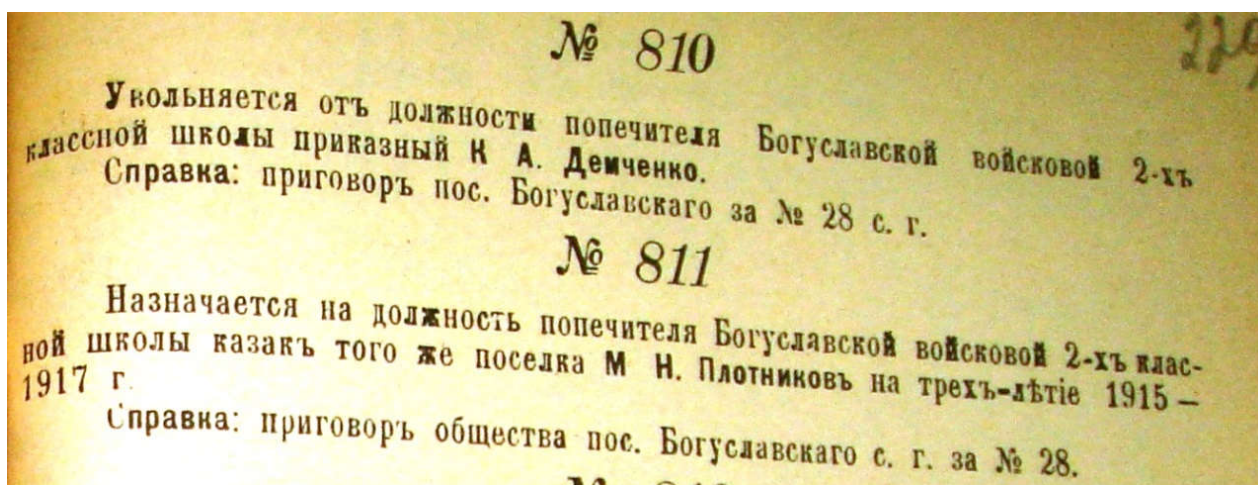 № 810
Увольняется отъ должности попечителя Богуславской войсковой 2-хъ
классной школы приказный К А. Демченко.
Справка: приговоръ пос. Богуславскаго за № 28 с. г.
№ 811
Назначается на должность попечителя Богуславской войсковой 2-хъ клас-
ной школы казакъ того же поселка М Н. Плотниковъ на трехъ-лѣтіе 1915 –
1917 г.
Справка: приговоръ общества пос. Богуславскаго с. г. за № 28.